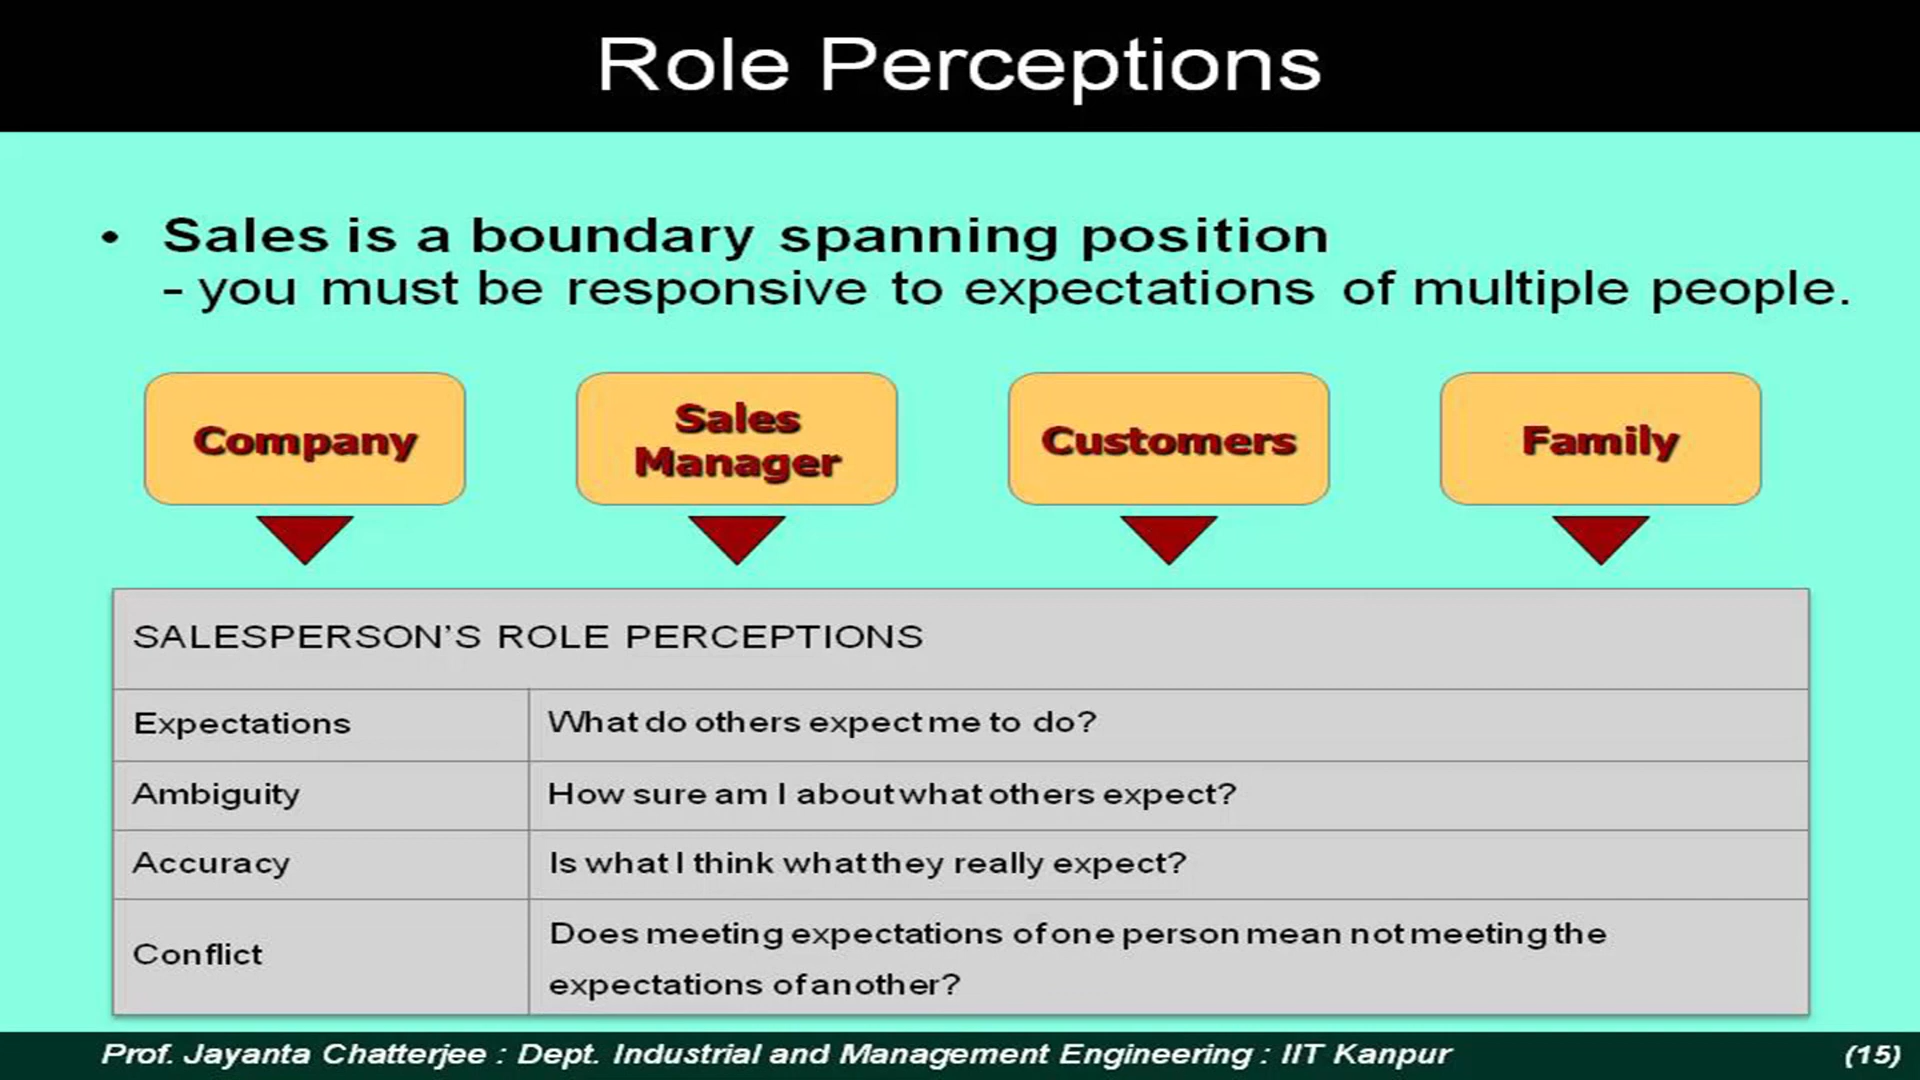 Role Perceptions
• Sales is a boundary spanning position
- you must be responsive to expectations of multiple people.
Company
Sales
Manager
Customers
Family
SALESPERSON'S ROLE PERCEPTIONS
Expectations
What do others expect me to do?
Ambiguity
How sure am I about what others expect?
Accuracy
Is what I think what they really expect?
Conflict
Does meeting expectations of one person mean not meeting the
expectations of another?
Prof. Jayanta Chatterjee : Dept. Industrial and Management Engineering : IIT Kanpur
(15)